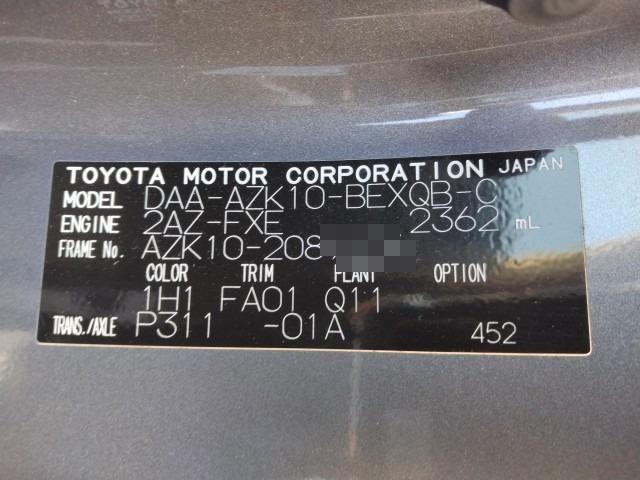 TOYOTA MOTOR CORPORATION JAPAN
MODEL DAA-AZK10-BEXQB-C
ENGINE 2AZ-FXE 2362 mL
FRAME No. AZK10-208
COLOR TRIM PLANT OPTION
1H1 FA01 Q11
TRANS./AXLE P311 -01A 452